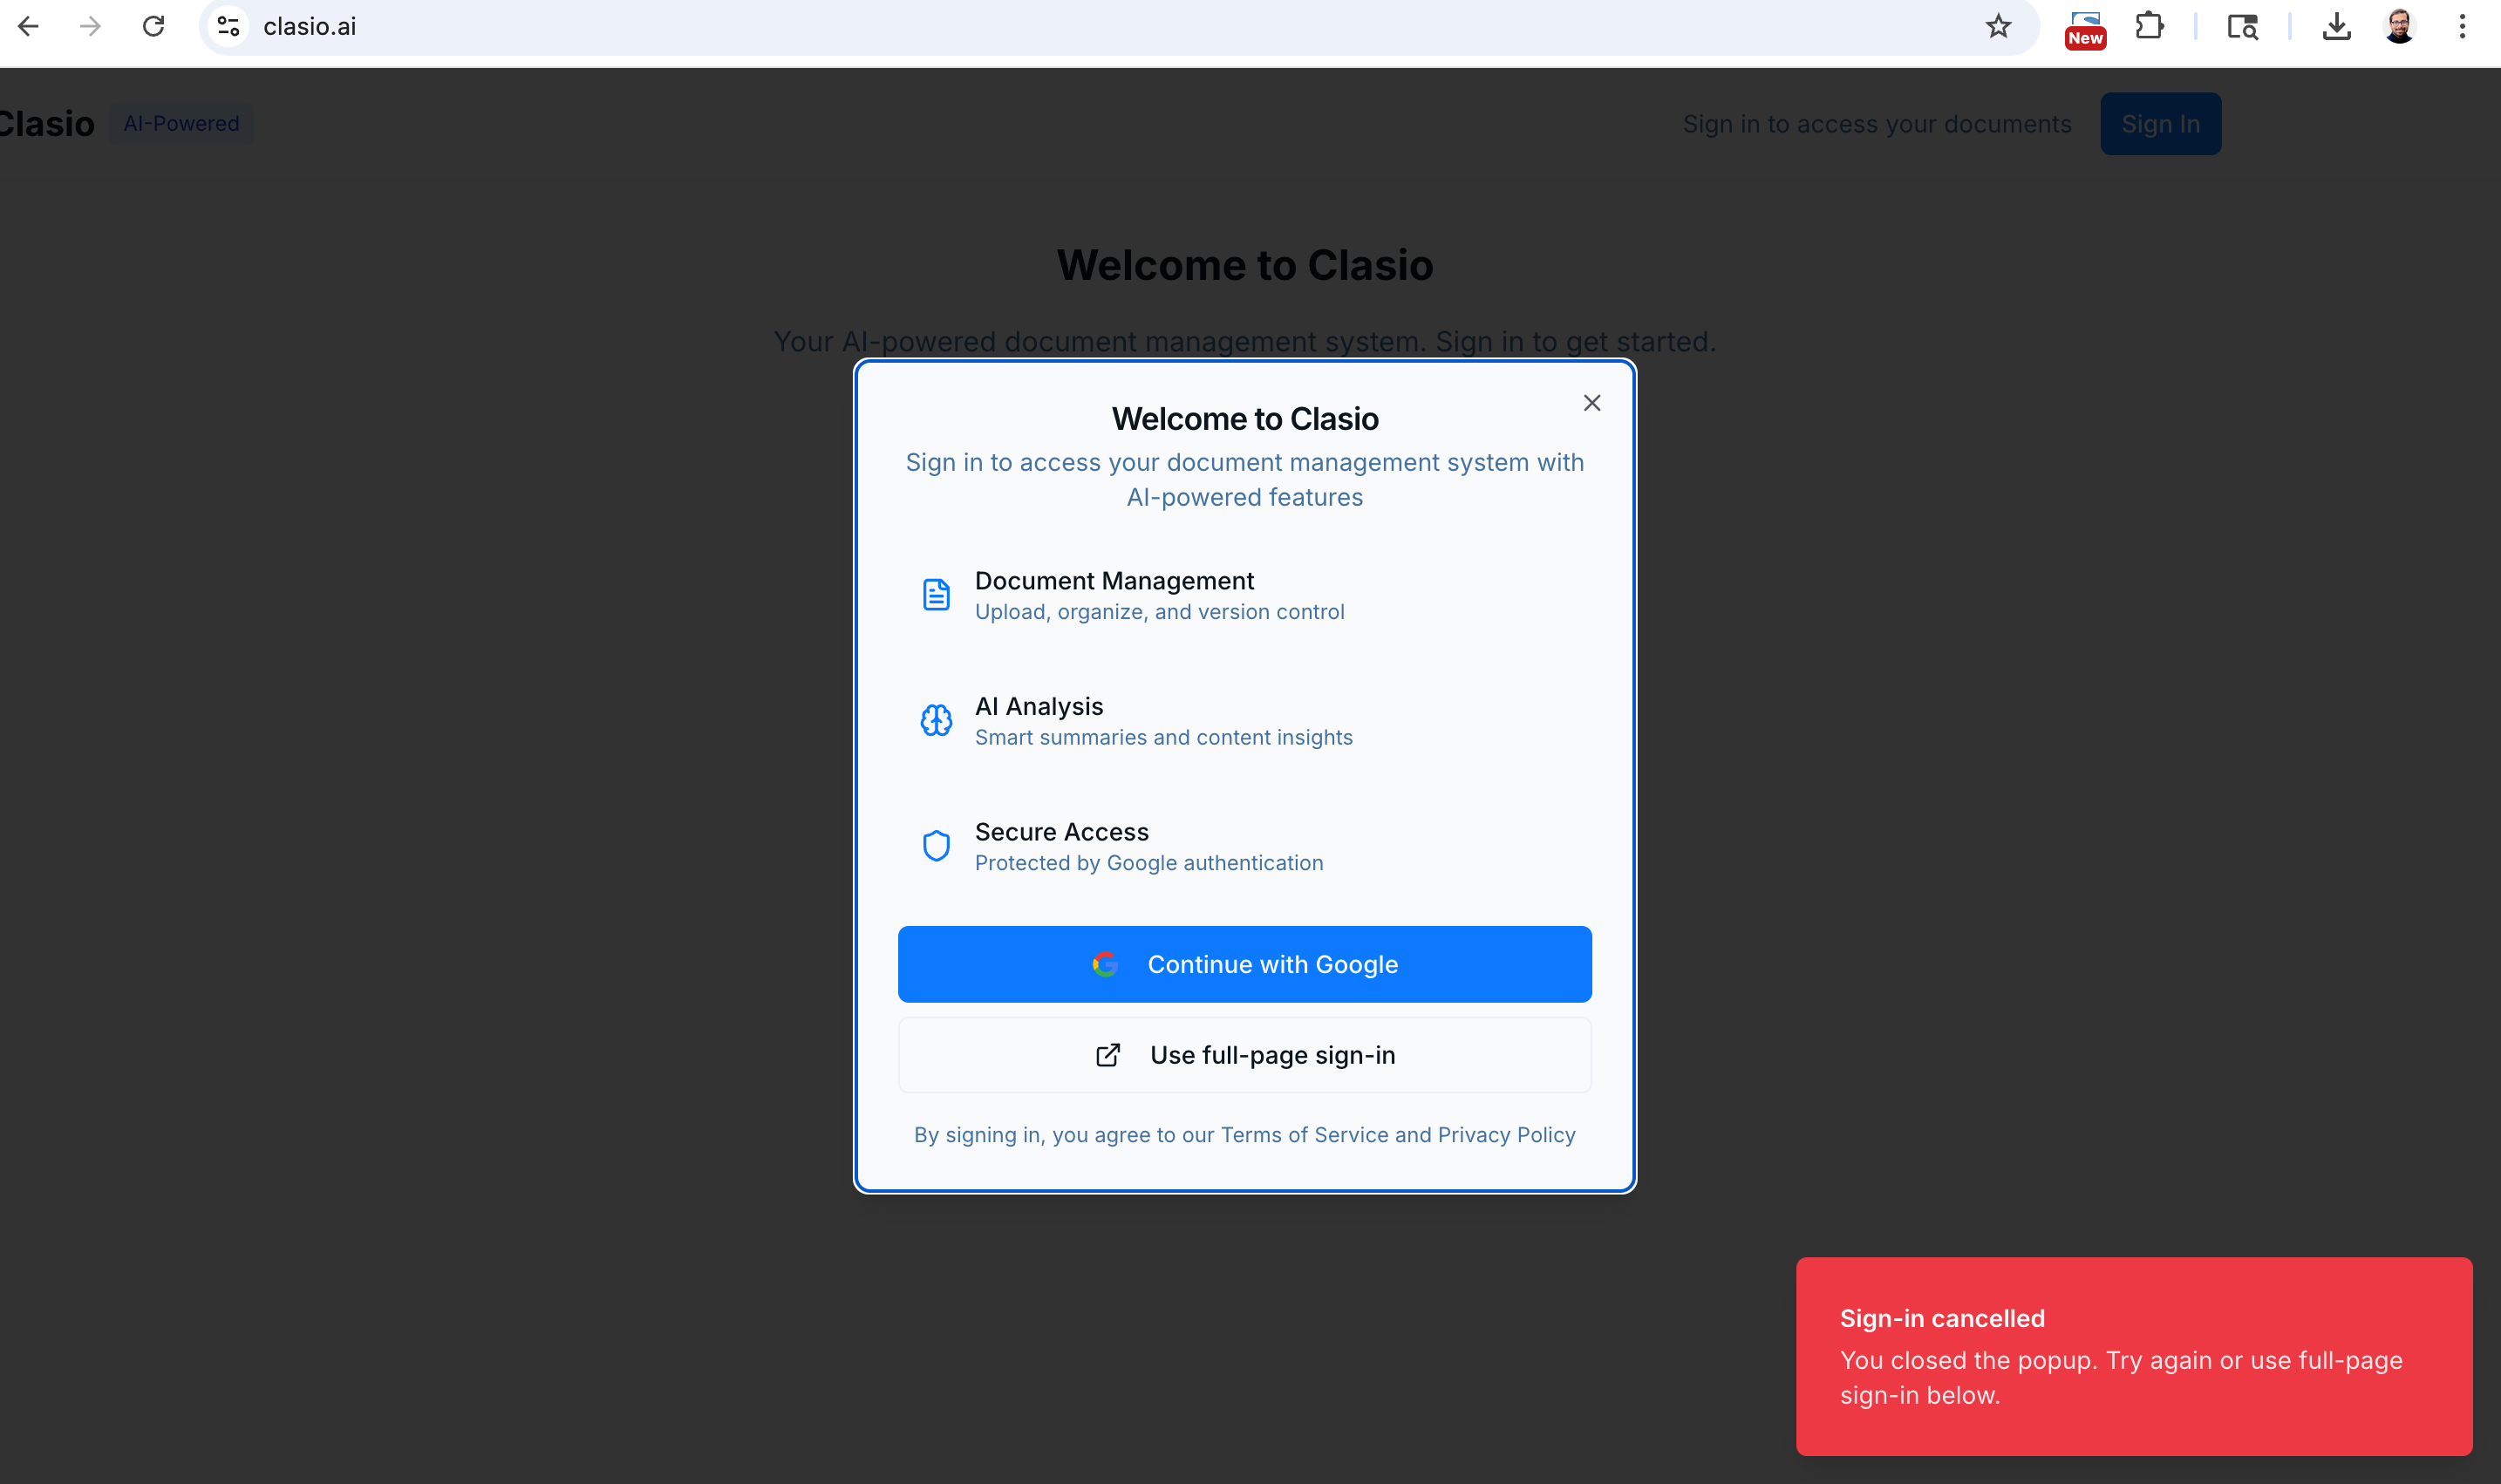 clasio.ai
New
Clasio
AI-Powered
Sign in to access your documents
Sign In
Welcome to Clasio
Your AI-powered document management system. Sign in to get started.
Welcome to Clasio
Sign in to access your document management system with
AI-powered features
Document Management
Upload, organize, and version control
AI Analysis
Smart summaries and content insights
Secure Access
Protected by Google authentication
Continue with Google
Use full-page sign-in
By signing in, you agree to our Terms of Service and Privacy Policy
Sign-in cancelled
You closed the popup. Try again or use full-page
sign-in below.